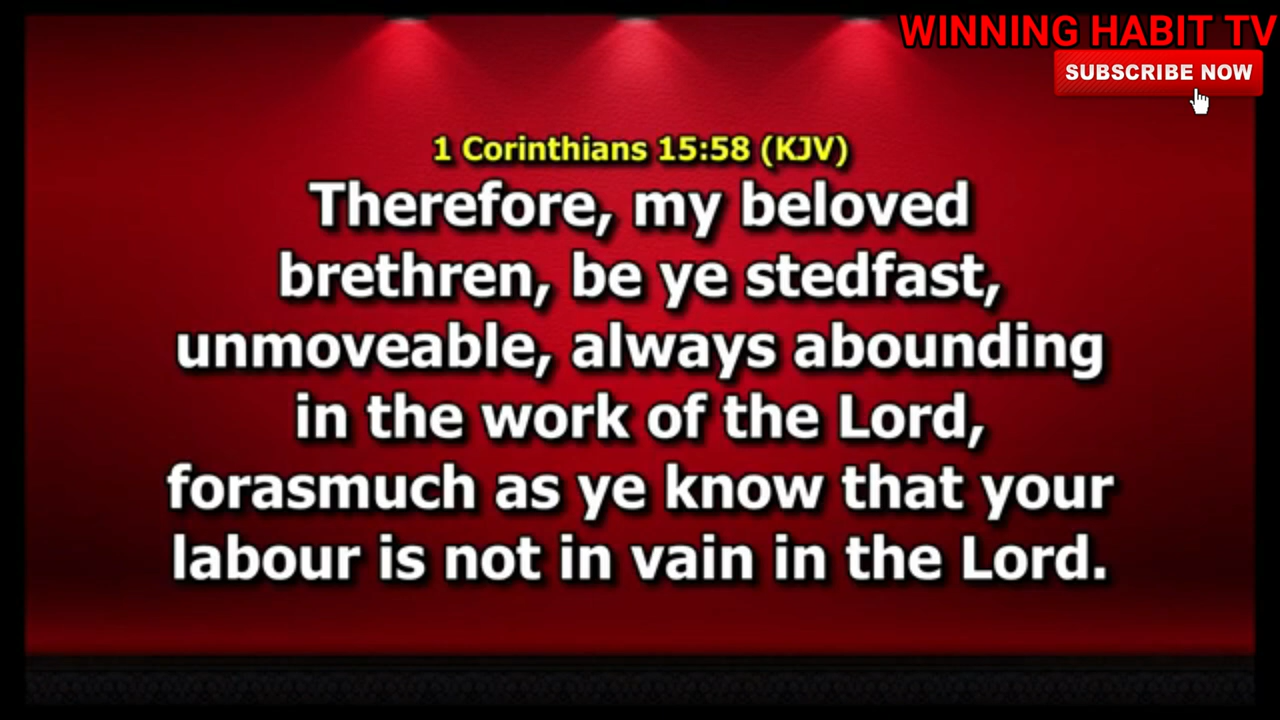 WINNING HABIT TV
SUBSCRIBE NOW
1 Corinthians 15:58 (KJV)
Therefore, my beloved
brethren, be ye stedfast,
unmoveable, always abounding
in the work of the Lord,
forasmuch as ye know that your
labour is not in vain in the Lord.